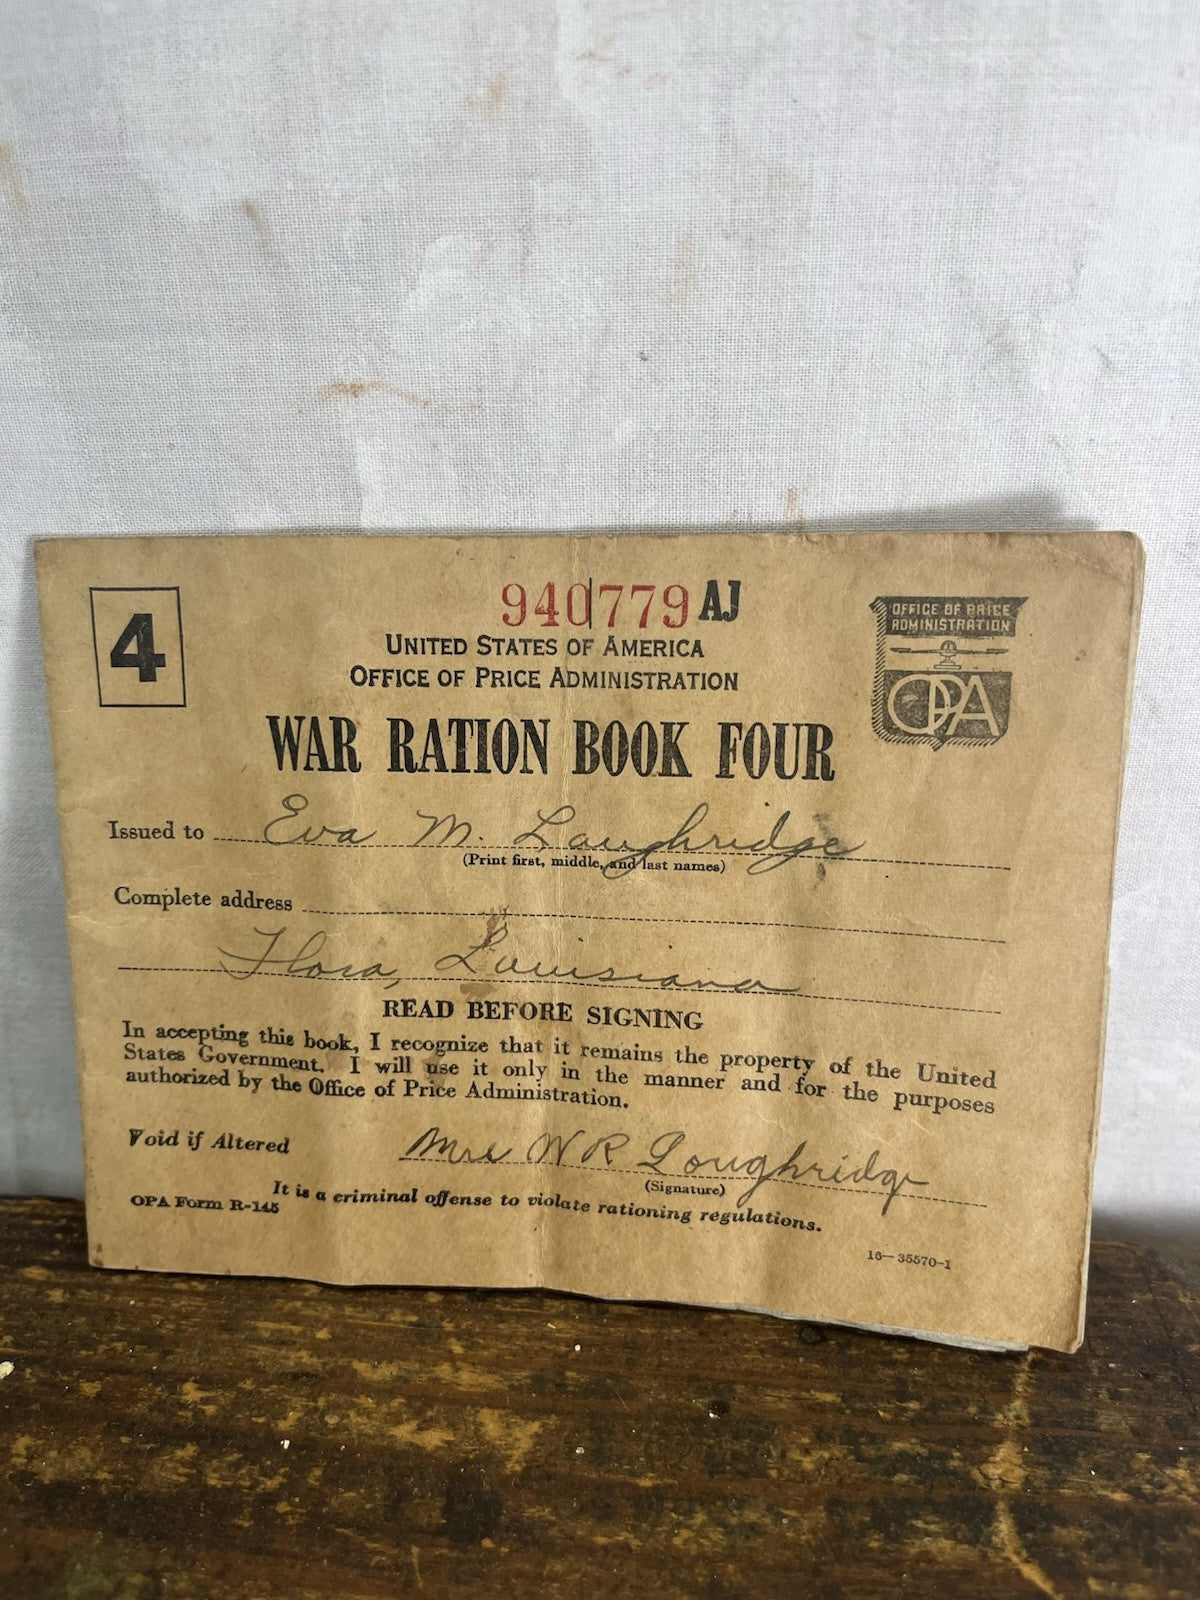 4
940779 AJ
OFFICE OF PRICE
ADMINISTRATION
OPA
UNITED STATES OF AMERICA
OFFICE OF PRICE ADMINISTRATION
WAR RATION BOOK FOUR
Issued to Eva M. Loughridge
(Print first, middle, and last names)
Complete address
Flora, Louisiana
READ BEFORE SIGNING
In accepting this book, I recognize that it remains the property of the United
States Government. I will use it only in the manner and for the purposes
authorized by the Office of Price Administration.
Void if Altered Mrs W R Loughridge
(Signature)
It is a criminal offense to violate rationing regulations.
OPA Form R-145
16—35570-1